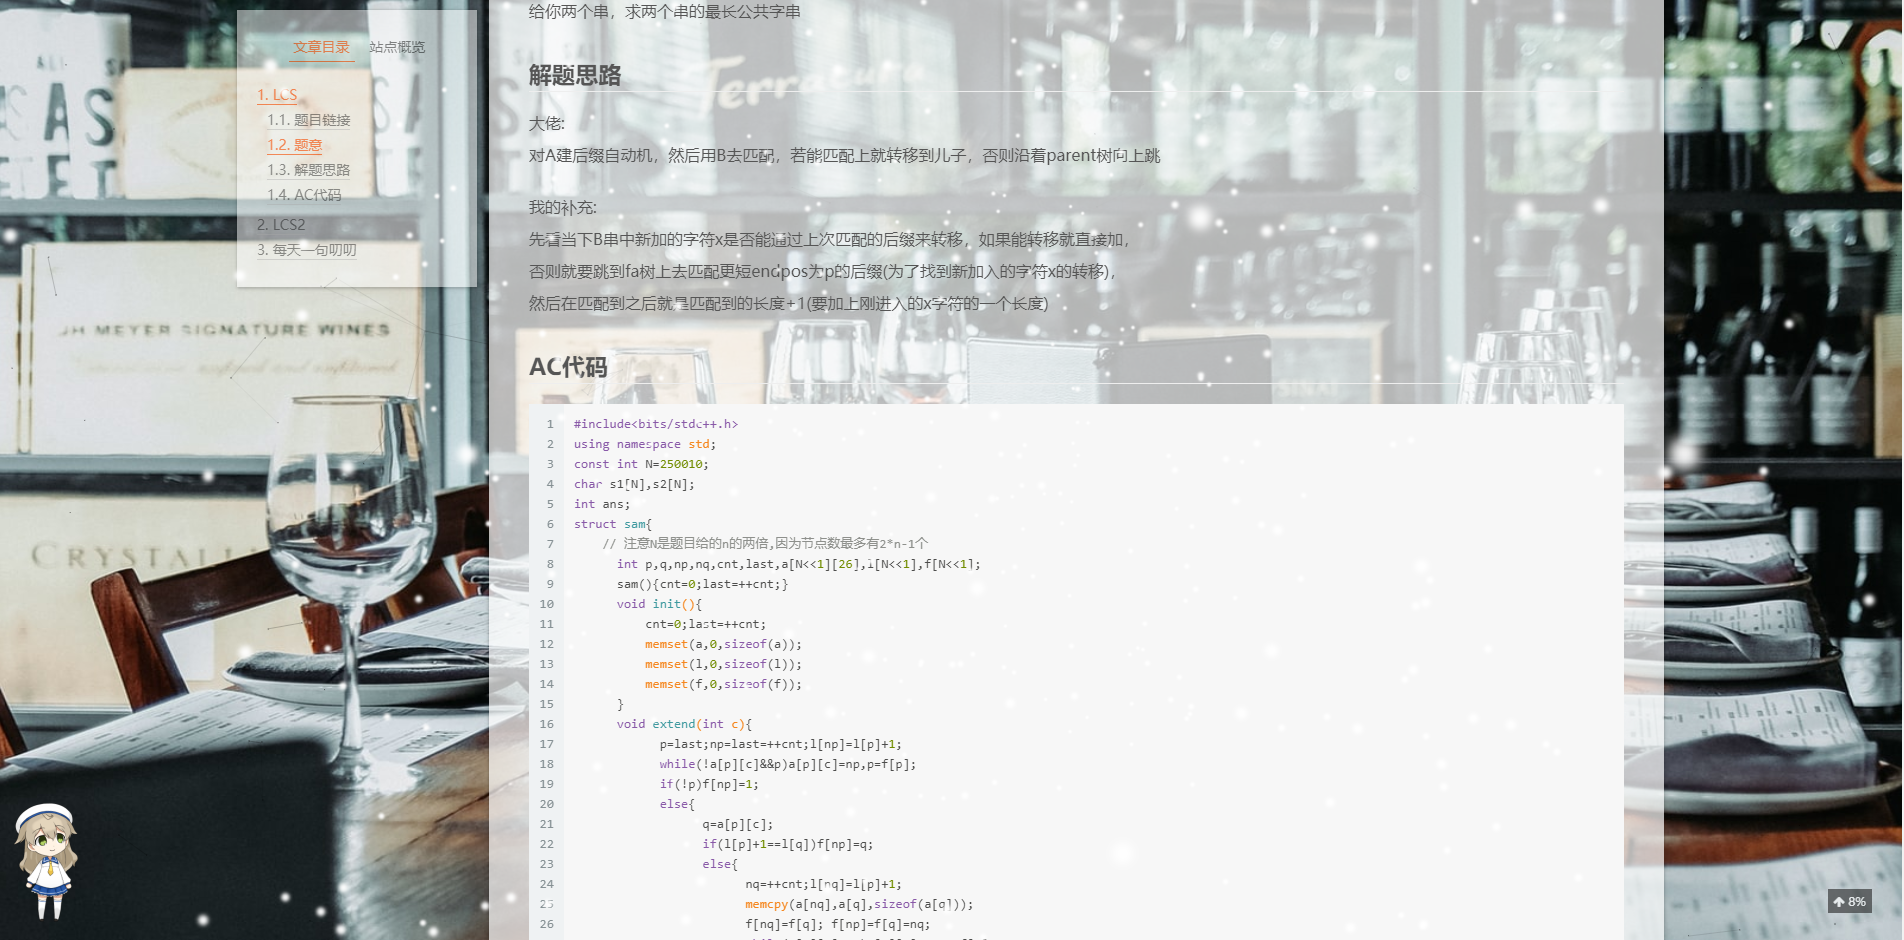 文章目录 站点概览
1. LCS
1.1. 题目链接
1.2. 题意
1.3. 解题思路
1.4. AC代码
2. LCS2
3. 每天一句叨叨
给你两个串，求两个串的最长公共字串
解题思路
大佬:
对A建后缀自动机，然后用B去匹配，若能匹配上就转移到儿子，否则沿着parent树向上跳
我的补充:
先看当下B串中新加的字符x是否能通过上次匹配的后缀来转移，如果能转移就直接加，
否则就要跳到fa树上去匹配更短endpos为p的后缀(为了找到新加入的字符x的转移)，
然后在匹配到之后就是匹配到的长度+1(要加上刚进入的x字符的一个长度)
AC代码
1 #include<bits/stdc++.h>
2 using namespace std;
3 const int N=250010;
4 char s1[N],s2[N];
5 int ans;
6 struct sam{
7 // 注意N是题目给的n的两倍,因为节点数最多有2*n-1个
8 int p,q,np,nq,cnt,last,a[N<<1][26],l[N<<1],f[N<<1];
9 sam(){cnt=0;last=++cnt;}
10 void init(){
11 cnt=0;last=++cnt;
12 memset(a,0,sizeof(a));
13 memset(l,0,sizeof(l));
14 memset(f,0,sizeof(f));
15 }
16 void extend(int c){
17 p=last;np=last=++cnt;l[np]=l[p]+1;
18 while(!a[p][c]&&p)a[p][c]=np,p=f[p];
19 if(!p)f[np]=1;
20 else{
21 q=a[p][c];
22 if(l[p]+1==l[q])f[np]=q;
23 else{
24 nq=++cnt;l[nq]=l[p]+1;
25 memcpy(a[nq],a[q],sizeof(a[q]));
26 f[nq]=f[q]; f[np]=f[q]=nq;
JH MEYER SIGNATURE WINES
Terratura
8%